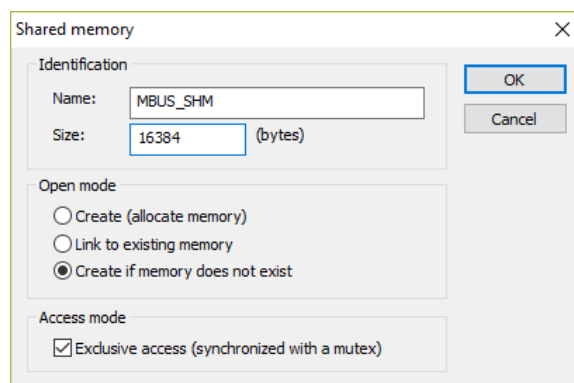 Shared memory
Identification
Name: MBUS_SHM
Size: 16384 (bytes)
OK
Cancel
Open mode
Create (allocate memory)
Link to existing memory
Create if memory does not exist
Access mode
Exclusive access (synchronized with a mutex)